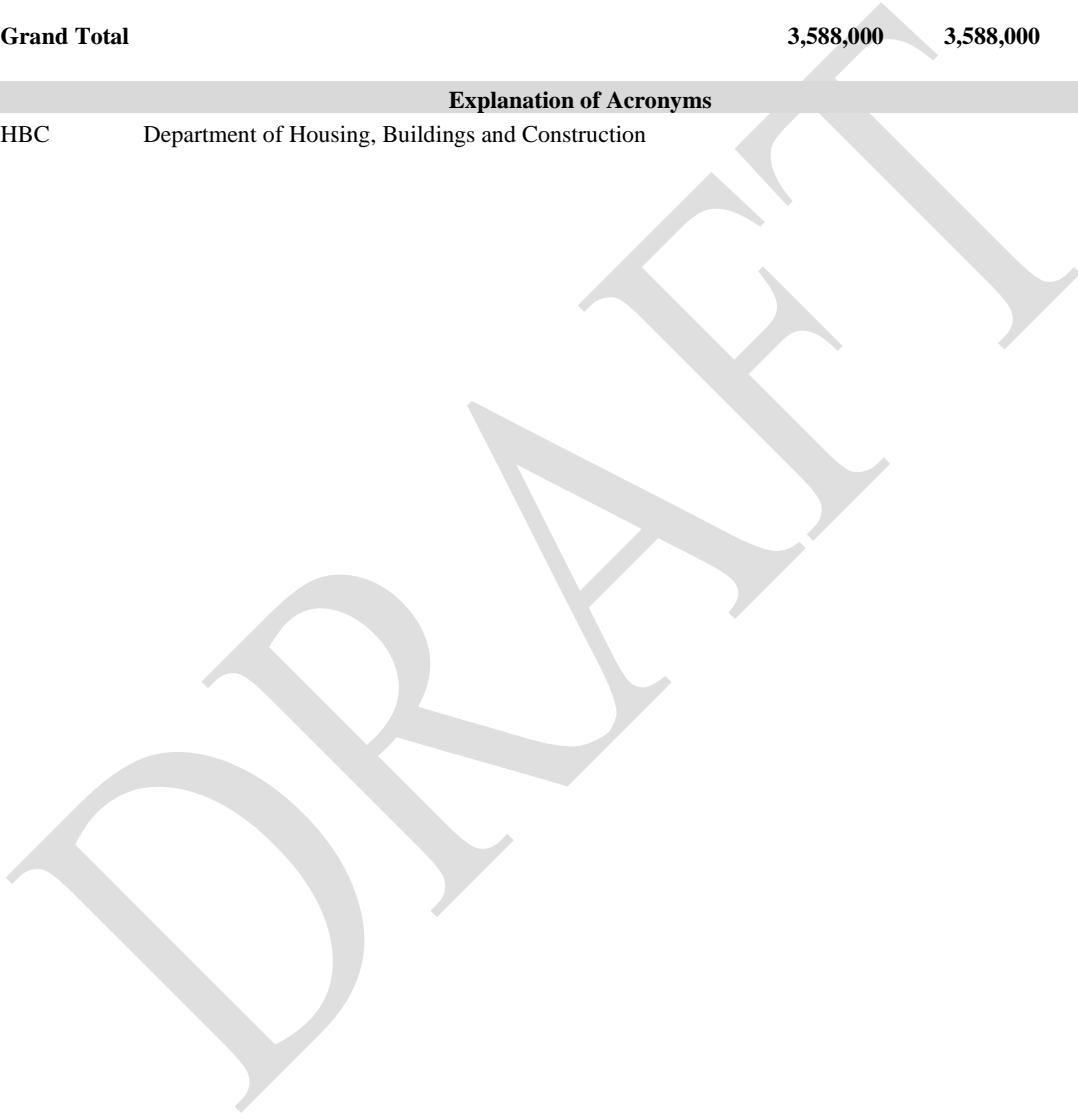 Grand Total 3,588,000 3,588,000
Explanation of Acronyms
HBC Department of Housing, Buildings and Construction
DRAFT